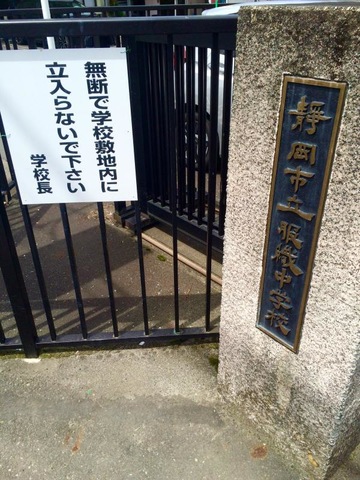 無断で学校敷地内に
立入らないで下さい
学校長
静岡市立服織中学校